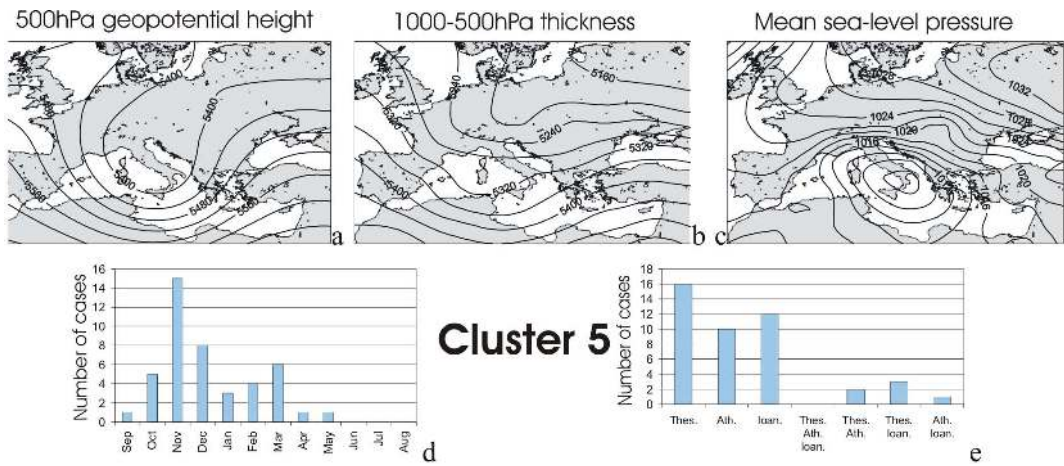 500hPa geopotential height
1000-500hPa thickness
Mean sea-level pressure
5400
5400
5480
5160
5240
5320
5320
5400
5400
1032
1028
1024
1020
1016
1020
a
b
c
Number of cases
16
14
12
10
8
6
4
2
0
Sep
Oct
Nov
Dec
Jan
Feb
Mar
Apr
May
Jun
Jul
Aug
d
Cluster 5
Number of cases
18
16
14
12
10
8
6
4
2
0
Thes.
Ath.
Ioan.
Thes.
Ath.
Ioan.
Thes.
Ath.
Thes.
Ioan.
Ath.
Ioan.
e